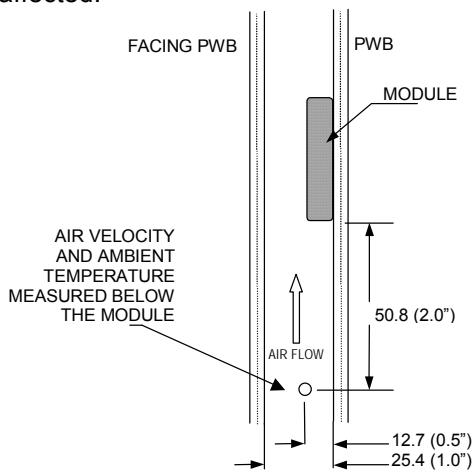 affected.
FACING PWB
PWB
MODULE
AIR VELOCITY
AND AMBIENT
TEMPERATURE
MEASURED BELOW
THE MODULE
AIR FLOW
50.8 (2.0”)
12.7 (0.5”)
25.4 (1.0”)